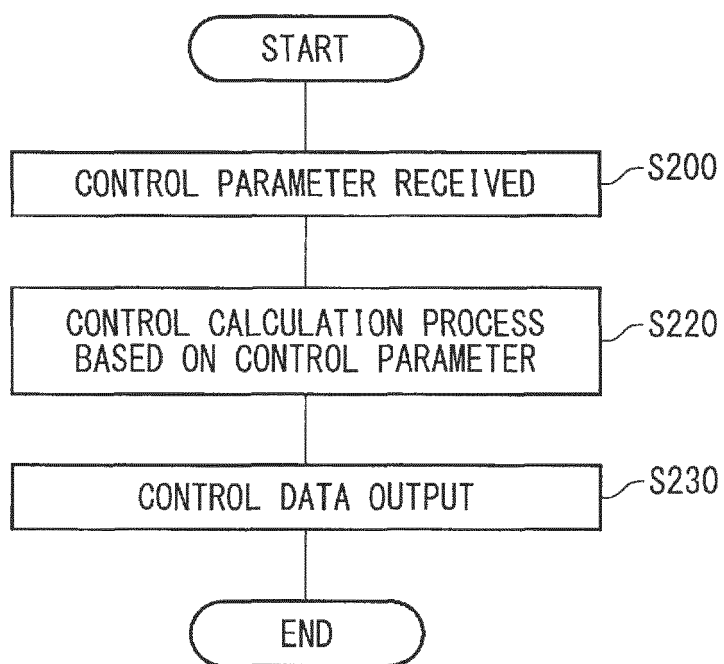 START
CONTROL PARAMETER RECEIVED
S200
CONTROL CALCULATION PROCESS
BASED ON CONTROL PARAMETER
S220
CONTROL DATA OUTPUT
S230
END